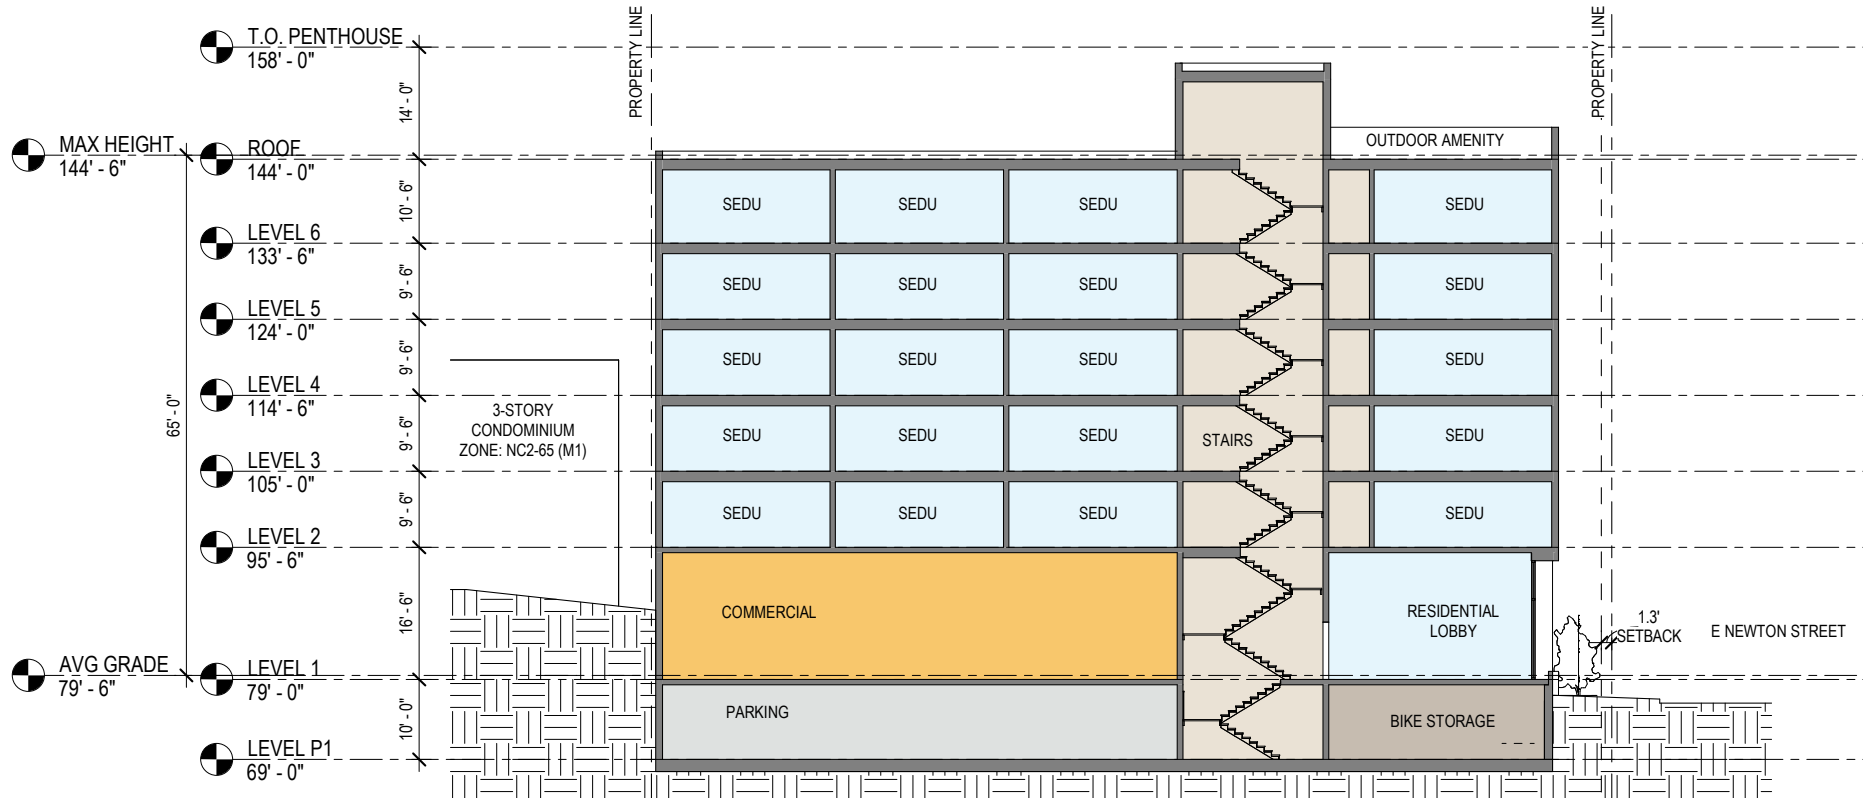 PROPERTY LINE
PROPERTY LINE
T.O. PENTHOUSE
158' - 0"
14' - 0"
MAX HEIGHT
144' - 6"
ROOF
144' - 0"
OUTDOOR AMENITY
10' - 6"
SEDU SEDU SEDU SEDU
LEVEL 6
133' - 6"
9' - 6"
SEDU SEDU SEDU SEDU
LEVEL 5
124' - 0"
9' - 6"
SEDU SEDU SEDU SEDU
LEVEL 4
114' - 6"
65' - 0"
3-STORY
CONDOMINIUM
ZONE: NC2-65 (M1)
9' - 6"
SEDU SEDU SEDU STAIRS SEDU
LEVEL 3
105' - 0"
9' - 6"
SEDU SEDU SEDU SEDU
LEVEL 2
95' - 6"
16' - 6"
COMMERCIAL
RESIDENTIAL
LOBBY
1.3'
SETBACK
E NEWTON STREET
AVG GRADE
79' - 6"
LEVEL 1
79' - 0"
10' - 0"
PARKING
BIKE STORAGE
LEVEL P1
69' - 0"